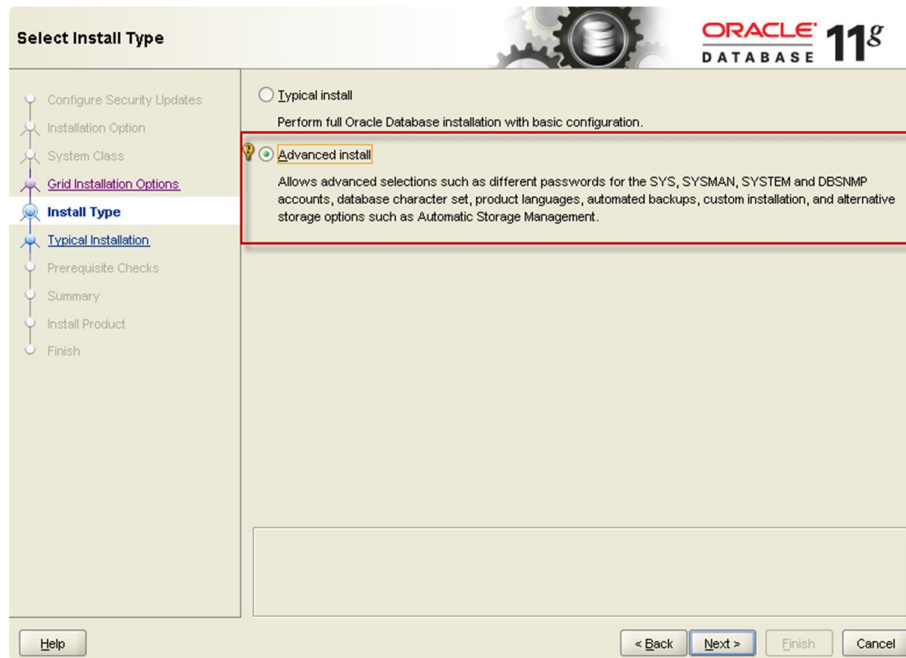 Select Install Type
ORACLE
DATABASE
11g
Configure Security Updates
Installation Option
System Class
Grid Installation Options
Install Type
Typical Installation
Prerequisite Checks
Summary
Install Product
Finish
Typical install
Perform full Oracle Database installation with basic configuration.
Advanced install
Allows advanced selections such as different passwords for the SYS, SYSMAN, SYSTEM and DBSNMP
accounts, database character set, product languages, automated backups, custom installation, and alternative
storage options such as Automatic Storage Management.
Help
< Back
Next >
Finish
Cancel